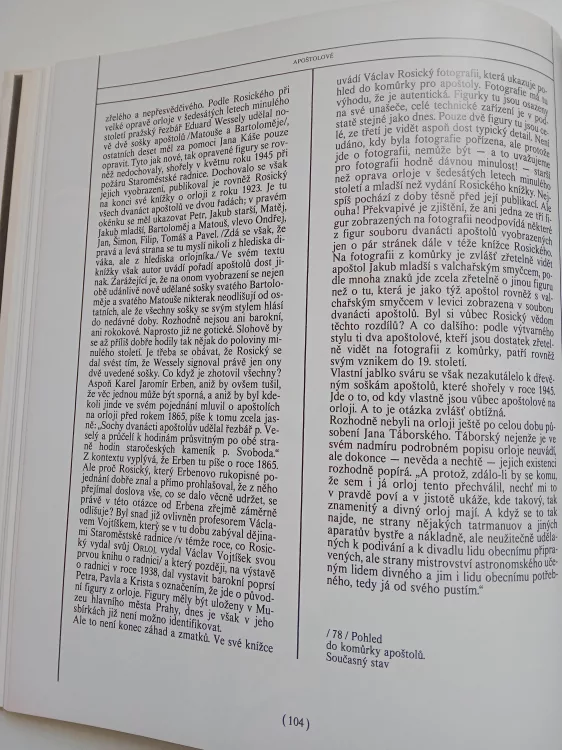 APOŠTOLOVÉ
zřelého a nepřesvědčivého. Podle Rosického při
velké opravě orloje v šedesátých letech minulého
století pražský řezbář Eduard Wessely udělal no-
vě dvě sošky apoštolů /Matouše a Bartoloměje/,
ostatních deset měl za pomoci Jana Káše pouze
opravit. Tyto jak nové, tak opravené figury se rov-
něž nedochovaly, shořely v květnu roku 1945 při
požáru Staroměstské radnice. Dochovalo se však
jejich vyobrazení, publikoval je rovněž Rosický
na konci své knížky o orloji z roku 1923. Je tu
všech dvanáct apoštolů ve dvou řadách; v pravém
okénku se měl ukazovat Petr, Jakub starší, Matěj,
Jakub mladší, Bartoloměj a Matouš, vlevo Ondřej,
Jan, Šimon, Filip, Tomáš a Pavel. /Zdá se však, že
pravá a levá strana se tu myslí nikoli z hlediska di-
váka, ale z hlediska orlojníka./ Ve svém textu
knížky však autor uvádí pořadí apoštolů dost ji-
nak. Zarážející je, že na onom vyobrazení se nejen
obě údajnlivě nově udělané sošky svatého Bartolo-
měje a svatého Matouše nikterak neodlišují od os-
tatních, ale že všechny sošky se svým stylem hlásí
do nedávné doby. Rozhodně nejsou ani barokní,
ani rokokové. Naprosto již ne gotické. Slohově by
se až příliš dobře hodily tak nějak do poloviny mi-
nulého století. Je třeba se obávat, že Rosický se
dal svést tím, že Wessely signoval právě jen ony
dvě uvedené sošky. Co když je zhotovil všechny?
Aspoň Karel Jaromír Erben, aniž by ovšem tušil,
že věc jednou může být sporná, a aniž by byl kde-
koli jinde ve svém pojednání mluvil o apoštolích
na orloji před rokem 1865, píše k tomu zcela jas-
ně: „Sochy dvanácti apoštolův udělal řezbář p. Ve-
selý a průčelí k hodinám průsvitným po obě stra-
ně hodin staročeských kameník p. Svoboda.“
Z kontextu vyplývá, že Erben tu píše o roce 1865.
Ale proč Rosický, který Erbenovo rukopisné po-
jednání dobře znal a přímo prohlašoval, že z něho
přejímal doslova vše, co se dalo věcně udržet, se
právě v této otázce od Erbena zřejmě záměrně
odlišuje? Byl snad již ovlivněn profesorem Václa-
vem Vojtíškem, který se v tu dobu zabýval dějina-
mi Staroměstské radnice /v témže roce, co Rosic-
ký vydal svůj ORLOJ, vydal Václav Vojtíšek svou
prvou knihu o radnici/ a který později, na výstavě
o radnici v roce 1938, dal vystavit barokní poprsí
Petra, Pavla a Krista s označením, že jde o původ-
ní figury z orloje. Figury měly být uloženy v Mu-
zeu hlavního města Prahy, dnes je však v jeho
sbírkách již není možno identifikovat.
Ale to není konec záhad a zmatků. Ve své knížce
uvádí Václav Rosický fotografii, která ukazuje po-
hled do komůrky pro apoštoly. Fotografie má tu
výhodu, že je autentická. Figurky tu jsou osazeny
na své unašeče, celé technické zařízení je v pod-
statě stejné jako dnes. Pouze dvě figury tu jsou ce-
lé, ze třetí je vidět aspoň dost typický detail. Není
udáno, kdy byla fotografie pořízena, ale protože
jde o fotografii, nemůže být — a to uvažujeme
pro fotografii hodně dávnou minulost! — starší
než oprava orloje v šedesátých letech minulého
století a mladší než vydání Rosického knížky. Nej-
spíš pochází z doby těsně před její publikací. Ale
ouha! Překvapivé je zjištění, že ani jedna ze tří fi-
gur zobrazených na fotografii neodpovídá některé
z figur souboru dvanácti apoštolů vyobrazených
jen o pár stránek dále v téže knížce Rosického.
Na fotografii z komůrky je zvlášť zřetelně vidět
apoštol Jakub mladší s valchařským smyčcem, po-
dle mnoha znaků jde zcela zřetelně o jinou figuru
než o tu, která je jako týž apoštol rovněž s val-
chařským smyčcem v levici zobrazena v souboru
dvanácti apoštolů. Byl si vůbec Rosický vědom
těchto rozdílů? A co dalšího: podle výtvarného
stylu ti dva apoštolové, kteří jsou dostatek zřetel-
ně vidět na fotografii z komůrky, patří rovněž
svým vznikem do 19. století.
Vlastní jablko sváru se však nezakutálelo k dřevě-
ným soškám apoštolů, které shořely v roce 1945.
Jde o to, od kdy vlastně jsou vůbec apoštolové na
orloji. A to je otázka zvlášť obtížná.
Rozhodně nebyli na orloji ještě po celou dobu pů-
sobení Jana Táborského. Táborský nejenže je ve
svém nadmíru podrobném popisu orloje neuvádí,
ale dokonce — nevěda a nechtě — jejich existenci
rozhodně popírá. „A protož, zdálo-li by se komu,
že sem i já orloj tento přechválil, nechť mi to
v pravdě poví a v jistotě ukáže, kde takový, tak
znamenitý a divný orloj mají. A když se to tak
najde, ne strany nějakých tatrmanuov a jiných
aparátův bystře a nákladně, ale neužitečně uděla-
ných k podívání a k divadlu lidu obecnému připra-
vených, ale strany mistrovství astronomského uče-
ným lidem divného a jim i lidu obecnému potřeb-
ného, tedy já od svého pustím.“
/ 78 / Pohled
do komůrky apoštolů.
Současný stav
( 104 )